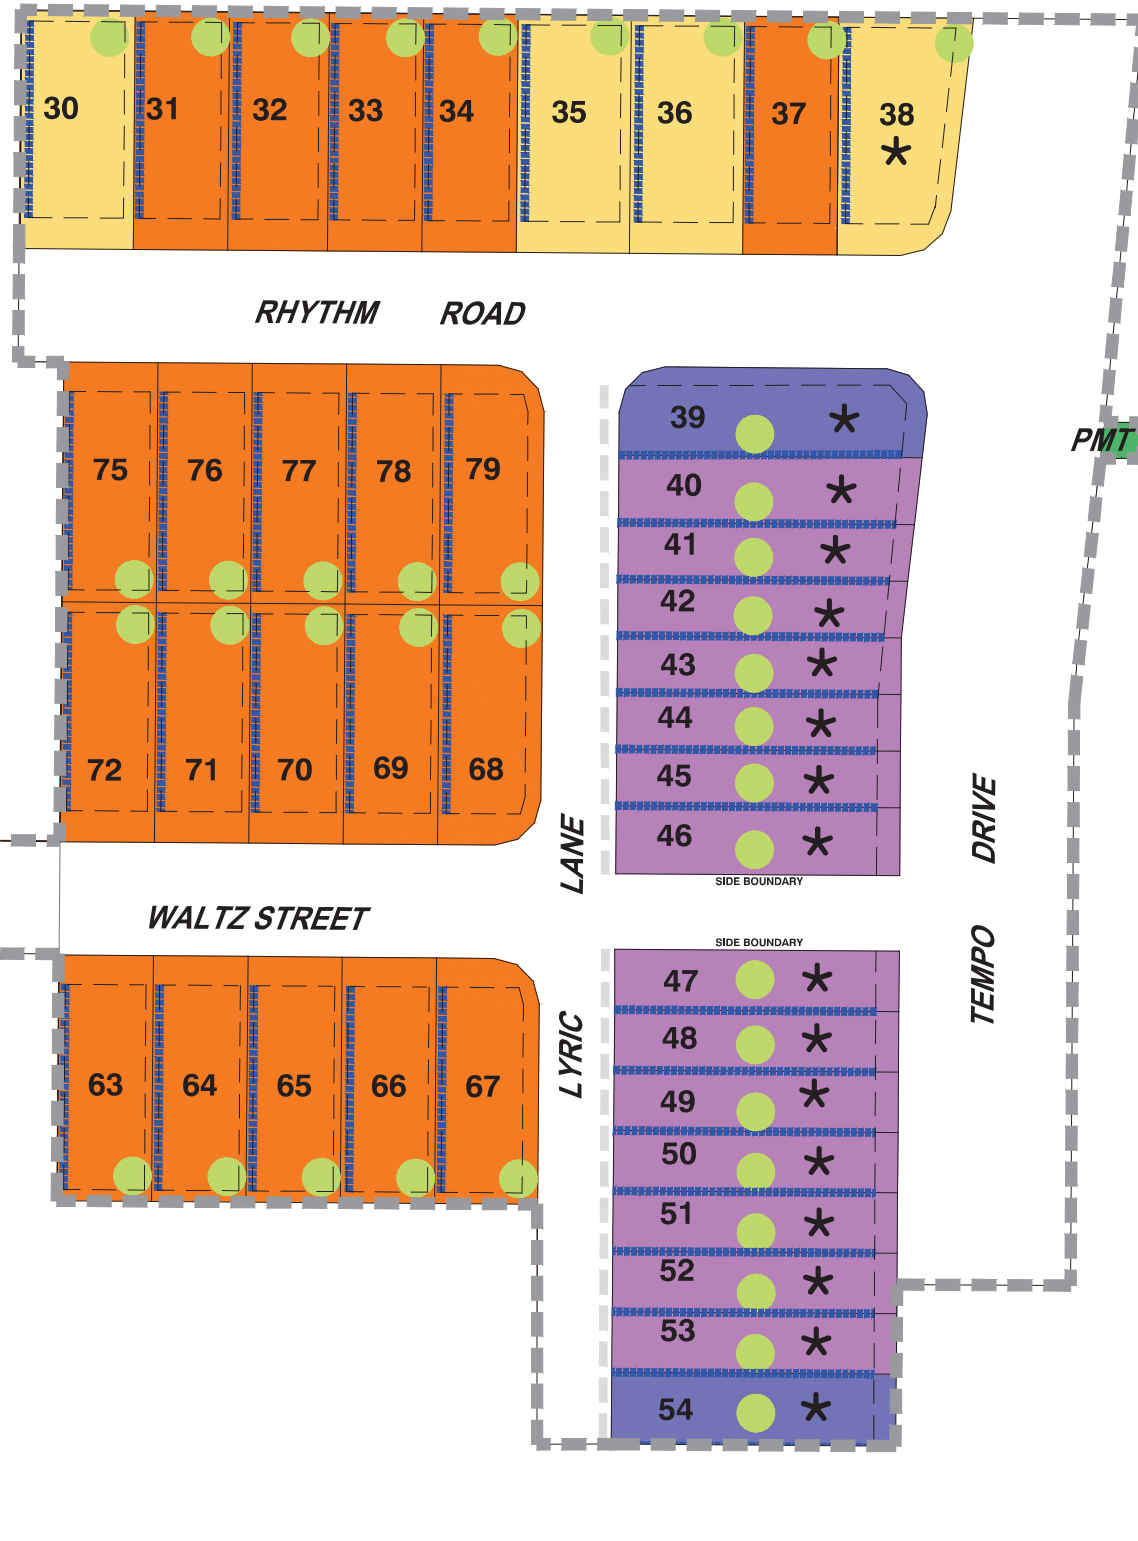 30 31 32 33 34 35 36 37 38
*
RHYTHM ROAD
39 *
PMT
40 *
75 76 77 78 79
41 *
42 *
43 *
44 *
72 71 70 69 68
45 *
46 *
LANE
DRIVE
SIDE BOUNDARY
WALTZ STREET
SIDE BOUNDARY
TEMPO
47 *
48 *
LYRIC
63 64 65 66 67
49 *
50 *
51 *
52 *
53 *
54 *